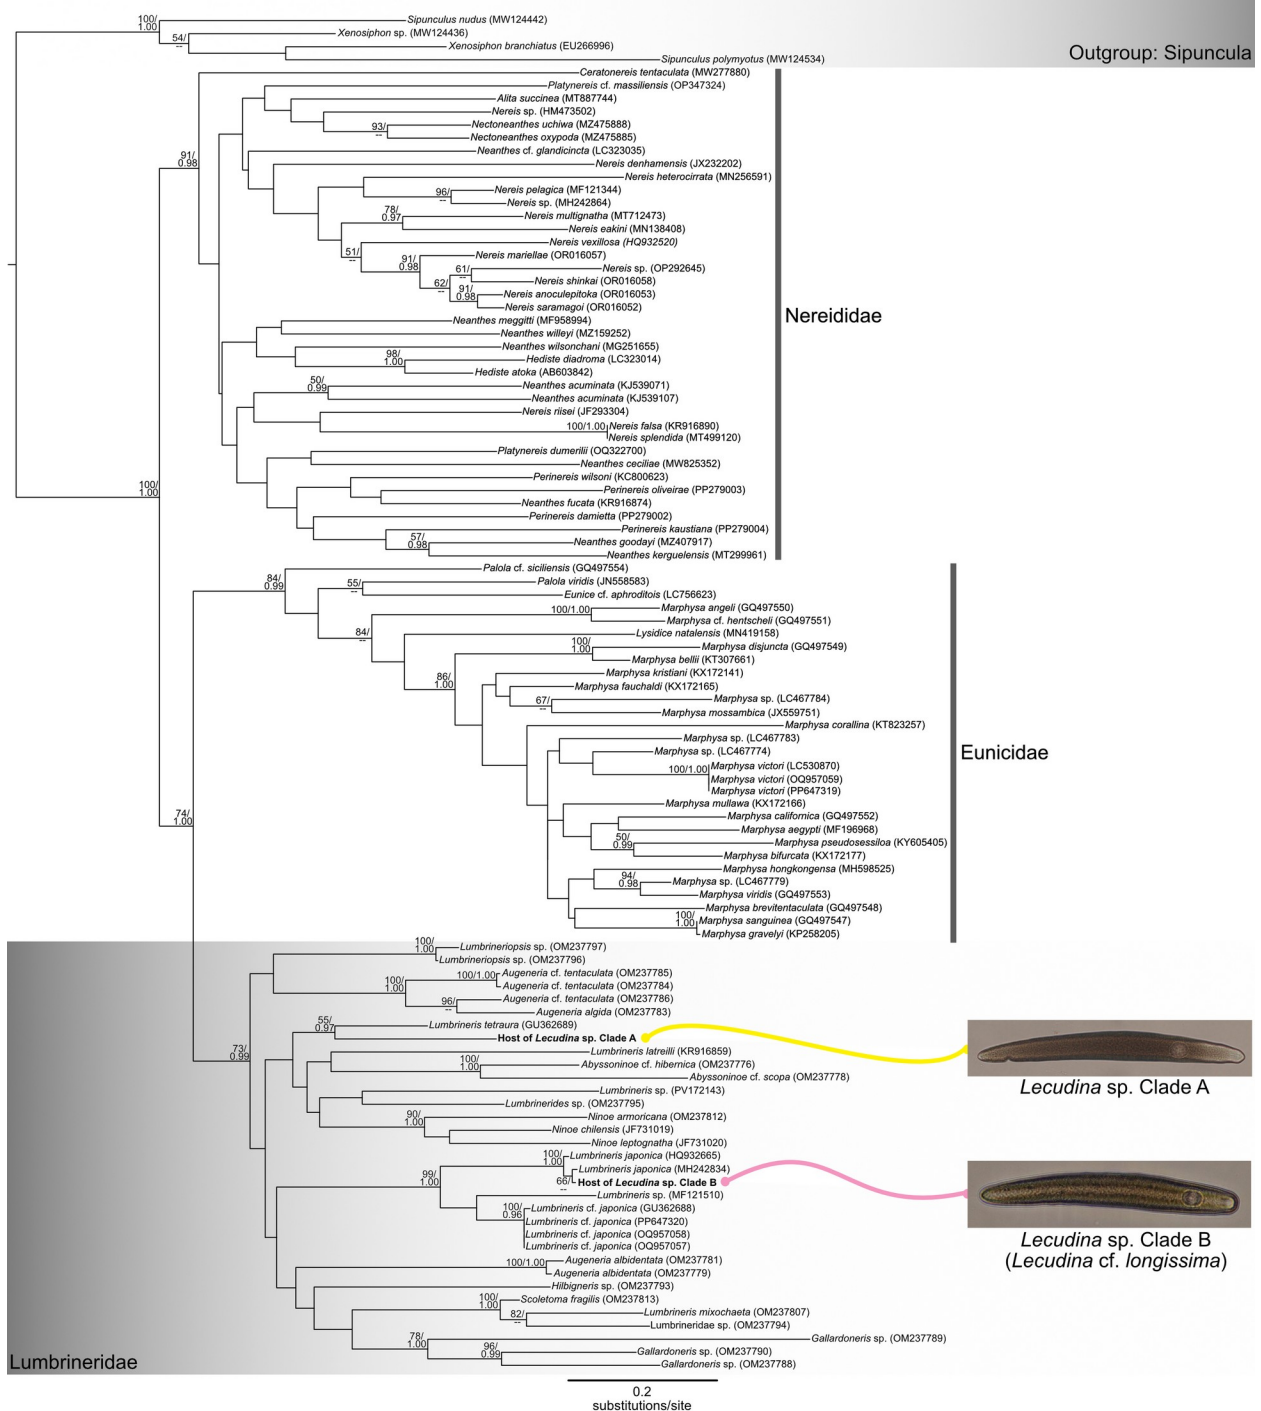 100/
1.00
Sipunculus nudus (MW124442)
54/
--
Xenosiphon sp. (MW124436)
Xenosiphon branchiatus (EU266996)
Sipunculus polymyotus (MW124534)
Outgroup: Sipuncula
Ceratonereis tentaculata (MW277880)
Platynereis cf. massiliensis (OP347324)
Alita succinea (MT887744)
Nereis sp. (HM473502)
93/
--
Nectoneanthes uchiwa (MZ475888)
Nectoneanthes oxypoda (MZ475885)
91/
0.98
Neanthes cf. glandicincta (LC323035)
Nereis denhamensis (JX232202)
Nereis heterocirrata (MN256591)
96/
--
Nereis pelagica (MF121344)
Nereis sp. (MH242864)
78/
0.97
Nereis multignatha (MT712473)
Nereis eakini (MN138408)
51/
--
Nereis vexillosa (HQ932520)
91/
0.98
Nereis mariellae (OR016057)
62/
--
61/
--
Nereis sp. (OP292645)
Nereis shinkai (OR016058)
91/
0.98
Nereis anoculepitoka (OR016053)
Nereis saramagoi (OR016052)
Nereididae
Neanthes meggitti (MF958994)
Neanthes willeyi (MZ159252)
Neanthes wilsonchani (MG251655)
98/
1.00
Hediste diadroma (LC323014)
Hediste atoka (AB603842)
50/
0.99
Neanthes acuminata (KJ539071)
Neanthes acuminata (KJ539107)
Nereis riisei (JF293304)
100/1.00
Nereis falsa (KR916890)
Nereis splendida (MT499120)
Platynereis dumerilii (OQ322700)
Neanthes ceciliae (MW825352)
Perinereis wilsoni (KC800623)
100/
1.00
Perinereis oliveirae (PP279003)
Neanthes fucata (KR916874)
Perinereis damietta (PP279002)
Perinereis kaustiana (PP279004)
57/
0.98
Neanthes goodayi (MZ407917)
Neanthes kerguelensis (MT299961)
84/
0.99
Palola cf. siciliensis (GQ497554)
55/
--
Palola viridis (JN558583)
Eunice cf. aphroditois (LC756623)
84/
--
100/1.00
Marphysa angeli (GQ497550)
Marphysa cf. hentscheli (GQ497551)
Lysidice natalensis (MN419158)
86/
1.00
100/
1.00
Marphysa disjuncta (GQ497549)
Marphysa bellii (KT307661)
Marphysa kristiani (KX172141)
Marphysa fauchaldi (KX172165)
67/
--
Marphysa sp. (LC467784)
Marphysa mossambica (JX559751)
Marphysa corallina (KT823257)
Marphysa sp. (LC467783)
Marphysa sp. (LC467774)
Eunicidae
100/1.00
Marphysa victori (LC530870)
Marphysa victori (OQ957059)
Marphysa victori (PP647319)
Marphysa mullawa (KX172166)
74/
1.00
Marphysa californica (GQ497552)
Marphysa aegypti (MF196968)
50/
0.99
Marphysa pseudosessiloa (KY605405)
Marphysa bifurcata (KX172177)
Marphysa hongkongensa (MH598525)
94/
0.98
Marphysa sp. (LC467779)
Marphysa viridis (GQ497553)
Marphysa brevitentaculata (GQ497548)
100/
1.00
Marphysa sanguinea (GQ497547)
Marphysa gravelyi (KP258205)
100/
1.00
Lumbrineriopsis sp. (OM237797)
Lumbrineriopsis sp. (OM237796)
100/
1.00
100/1.00
Augeneria cf. tentaculata (OM237785)
Augeneria cf. tentaculata (OM237784)
96/
--
Augeneria cf. tentaculata (OM237786)
Augeneria algida (OM237783)
55/
0.97
Lumbrineris tetraura (GU362689)
Host of Lecudina sp. Clade A
73/
0.99
Lumbrineris latreilli (KR916859)
100/
1.00
Abyssoninoe cf. hibernica (OM237776)
Abyssoninoe cf. scopa (OM237778)
Lecudina sp. Clade A
Lumbrineris sp. (PV172143)
Lumbrinerides sp. (OM237795)
90/
1.00
Ninoe armoricana (OM237812)
Ninoe chilensis (JF731019)
Ninoe leptognatha (JF731020)
99/
1.00
100/
1.00
Lumbrineris japonica (HQ932665)
Lumbrineris japonica (MH242834)
66/
--
Host of Lecudina sp. Clade B
Lumbrineris sp. (MF121510)
100/
0.96
Lumbrineris cf. japonica (GU362688)
Lumbrineris cf. japonica (PP647320)
Lumbrineris cf. japonica (OQ957058)
Lumbrineris cf. japonica (OQ957057)
Lecudina sp. Clade B
(Lecudina cf. longissima)
100/1.00
Augeneria albidentata (OM237781)
Augeneria albidentata (OM237779)
Hilbigneris sp. (OM237793)
100/
1.00
Scoletoma fragilis (OM237813)
82/
--
Lumbrineris mixochaeta (OM237807)
Lumbrineridae sp. (OM237794)
78/
1.00
Gallardoneris sp. (OM237789)
96/
0.99
Gallardoneris sp. (OM237790)
Gallardoneris sp. (OM237788)
Lumbrineridae
0.2
substitutions/site